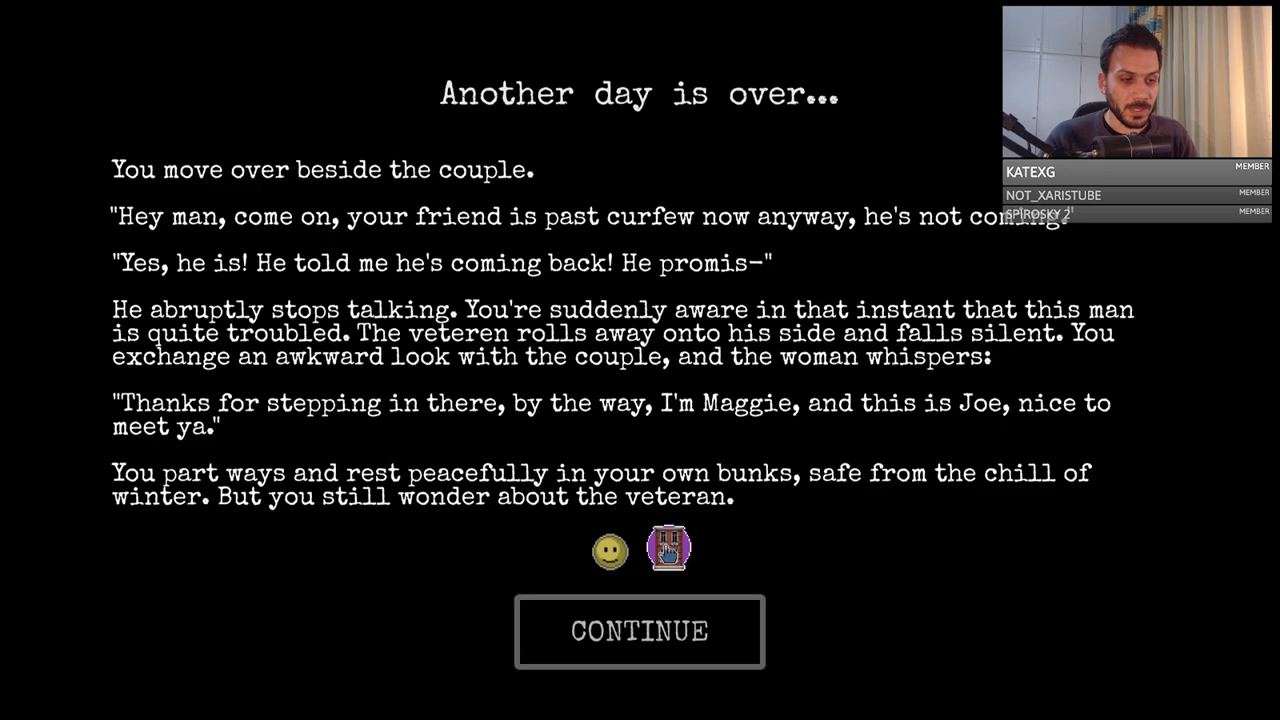 Another day is over...
KATEXG
MEMBER
NOT_XARISTUBE
MEMBER
SPIROSKY 2
MEMBER
You move over beside the couple.
"Hey man, come on, your friend is past curfew now anyway, he's not coming."
"Yes, he is! He told me he's coming back! He promis-"
He abruptly stops talking. You're suddenly aware in that instant that this man
is quite troubled. The veteren rolls away onto his side and falls silent. You
exchange an awkward look with the couple, and the woman whispers:
"Thanks for stepping in there, by the way, I'm Maggie, and this is Joe, nice to
meet ya."
You part ways and rest peacefully in your own bunks, safe from the chill of
winter. But you still wonder about the veteran.
CONTINUE